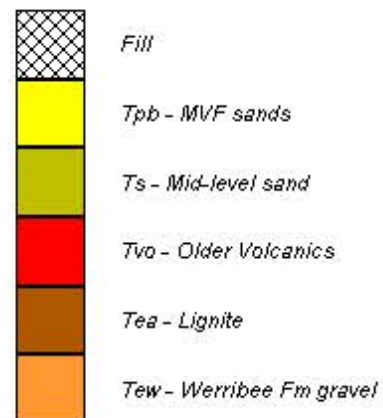 Fill
Tpb - MVF sands
Ts - Mid-level sand
Tvo - Older Volcanics
Tea - Lignite
Tew - Werribee Fm gravel